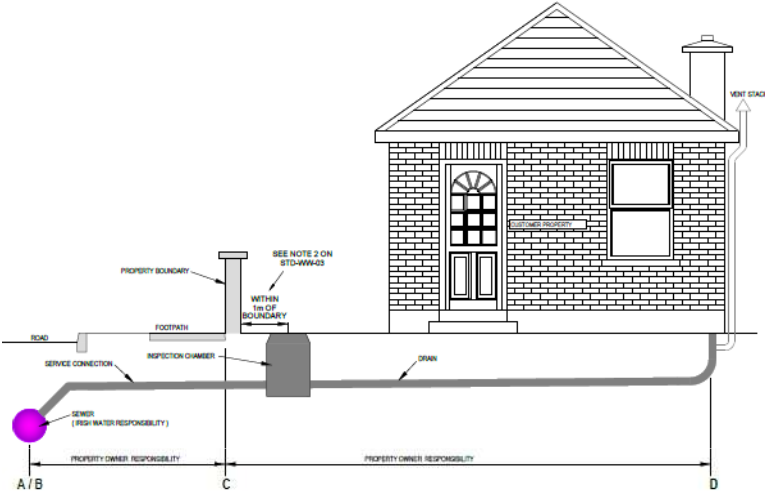 VENT STAC
CUSTOMER PROPERTY
SEE NOTE 2 ON
STD-WW-03
PROPERTY BOUNDARY
WITHIN
1m OF
BOUNDARY
FOOTPATH
ROAD
INSPECTION CHAMBER
DRAIN
SERVICE CONNECTION
SEWER
( IRISH WATER RESPONSIBILITY )
PROPERTY OWNER RESPONSIBILITY
PROPERTY OWNER RESPONSIBILITY
A / B
C
D